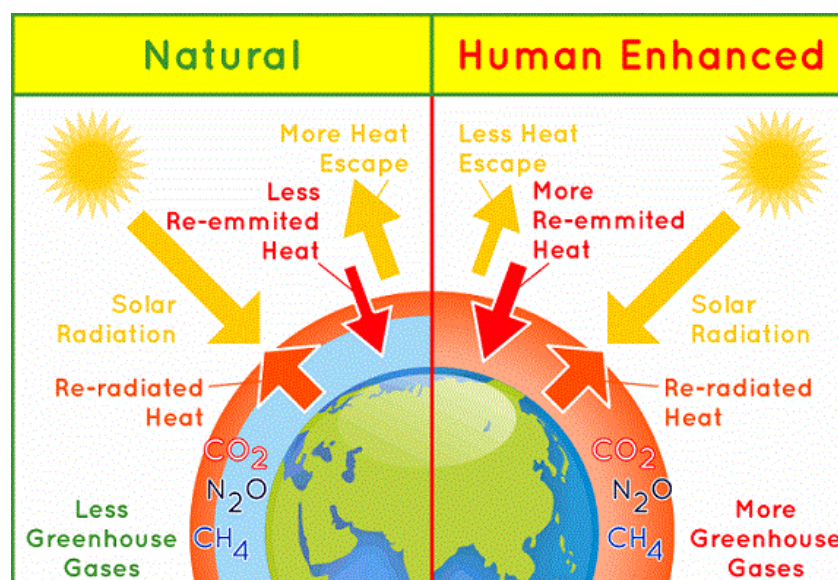 Natural
Human Enhanced
More Heat
Escape
Less
Re-emmited
Heat
Solar
Radiation
Re-radiated
Heat
CO2
N2O
CH4
Less
Greenhouse
Gases
Less Heat
Escape
More
Re-emmited
Heat
Solar
Radiation
Re-radiated
Heat
CO2
N2O
CH4
More
Greenhouse
Gases